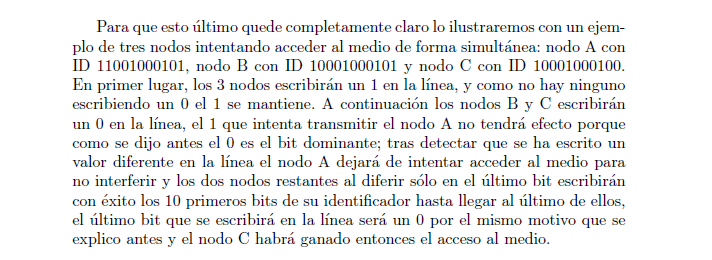 Para que esto último quede completamente claro lo ilustraremos con un ejem-
plo de tres nodos intentando acceder al medio de forma simultánea: nodo A con
ID 11001000101, nodo B con ID 10001000101 y nodo C con ID 10001000100.
En primer lugar, los 3 nodos escribirán un 1 en la línea, y como no hay ninguno
escribiendo un 0 el 1 se mantiene. A continuación los nodos B y C escribirán
un 0 en la línea, el 1 que intenta transmitir el nodo A no tendrá efecto porque
como se dijo antes el 0 es el bit dominante; tras detectar que se ha escrito un
valor diferente en la línea el nodo A dejará de intentar acceder al medio para
no interferir y los dos nodos restantes al diferir sólo en el último bit escribirán
con éxito los 10 primeros bits de su identificador hasta llegar al último de ellos,
el último bit que se escribirá en la línea será un 0 por el mismo motivo que se
explico antes y el nodo C habrá ganado entonces el acceso al medio.